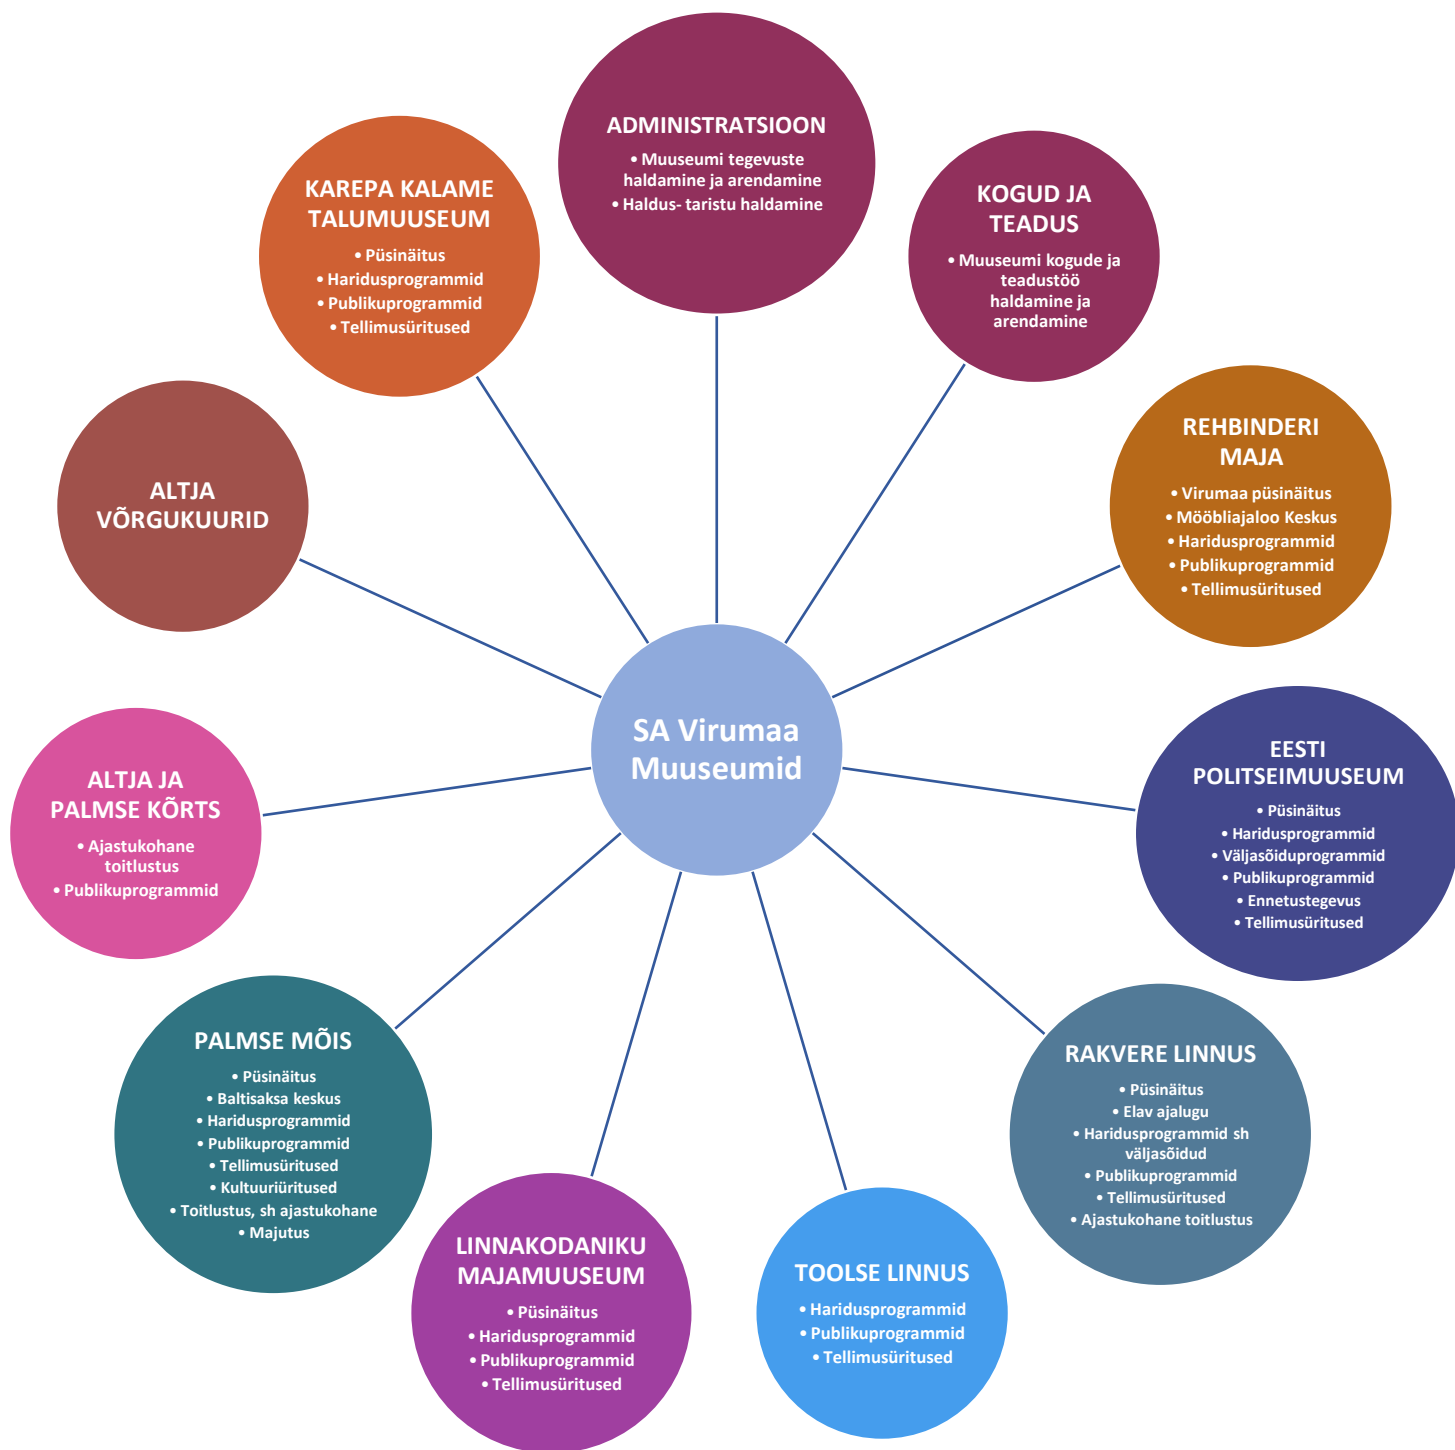 ADMINISTRATSIOON
• Muuseumi tegevuste
haldamine ja arendamine
• Haldus- taristu haldamine
KOGUD JA
TEADUS
• Muuseumi kogude ja
teadustöö
haldamine ja
arendamine
REHBINDERI
MAJA
• Virumaa püsinäitus
• Mööbliajaloo Keskus
• Haridusprogrammid
• Publikuprogrammid
• Tellimusüritused
EESTI
POLITSEIMUUSEUM
• Püsinäitus
• Haridusprogrammid
• Väljasõiduprogrammid
• Publikuprogrammid
• Ennetustegevus
• Tellimusüritused
RAKVERE LINNUS
• Püsinäitus
• Elav ajalugu
• Haridusprogrammid sh
väljasõidud
• Publikuprogrammid
• Tellimusüritused
• Ajastukohane toitlustus
TOOLSE LINNUS
• Haridusprogrammid
• Publikuprogrammid
• Tellimusüritused
LINNAKODANIKU
MAJAMUUSEUM
• Püsinäitus
• Haridusprogrammid
• Publikuprogrammid
• Tellimusüritused
PALMSE MÕIS
• Püsinäitus
• Baltisaksa keskus
• Haridusprogrammid
• Publikuprogrammid
• Tellimusüritused
• Kultuuriüritused
• Toitlustus, sh ajastukohane
• Majutus
ALTJA JA
PALMSE KÕRTS
• Ajastukohane
toitlustus
• Publikuprogrammid
ALTJA
VÕRGUKUURID
KAREPA KALAME
TALUMUUSEUM
• Püsinäitus
• Haridusprogrammid
• Publikuprogrammid
• Tellimusüritused
SA Virumaa
Muuseumid